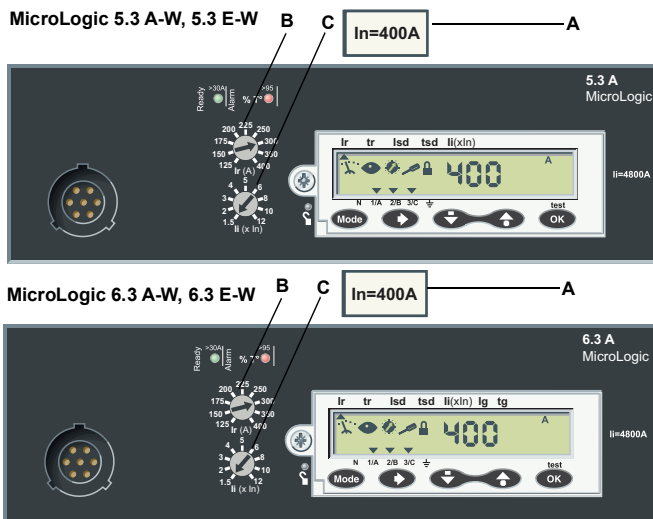 MicroLogic 5.3 A-W, 5.3 E-W B C In=400A A
5.3 A
MicroLogic
Ready >30A Alarm % Ir >95
125 150 175 200 225 250 300 350 400
Ir (A)
1.5 2 3 4 5 6 8 10 12
Ii (x In)
Ir tr Isd tsd Ii(xIn)
400 A
N 1/A 2/B 3/C
test
Mode OK
Ii=4800A
MicroLogic 6.3 A-W, 6.3 E-W B C In=400A A
6.3 A
MicroLogic
Ready >30A Alarm % Ir >95
125 150 175 200 225 250 300 350 400
Ir (A)
1.5 2 3 4 5 6 8 10 12
Ii (x In)
Ir tr Isd tsd Ii(xIn) Ig tg
400 A
N 1/A 2/B 3/C
test
Mode OK
Ii=4800A